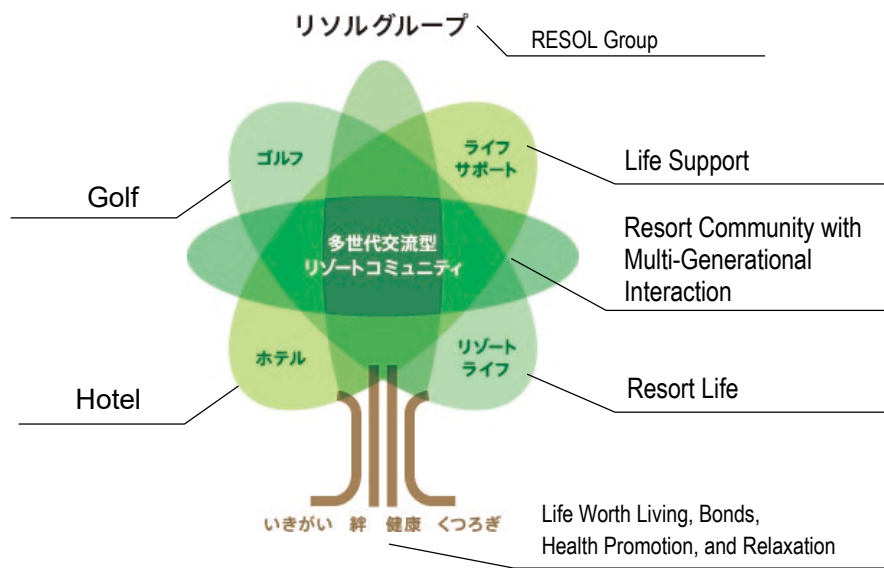 リソルグループ
RESOL Group
ゴルフ
ライフ
サポート
Life Support
Golf
多世代交流型
リゾートコミュニティ
Resort Community with
Multi-Generational
Interaction
ホテル
リゾート
ライフ
Hotel
Resort Life
いきがい 絆 健康 くつろぎ
Life Worth Living, Bonds,
Health Promotion, and Relaxation